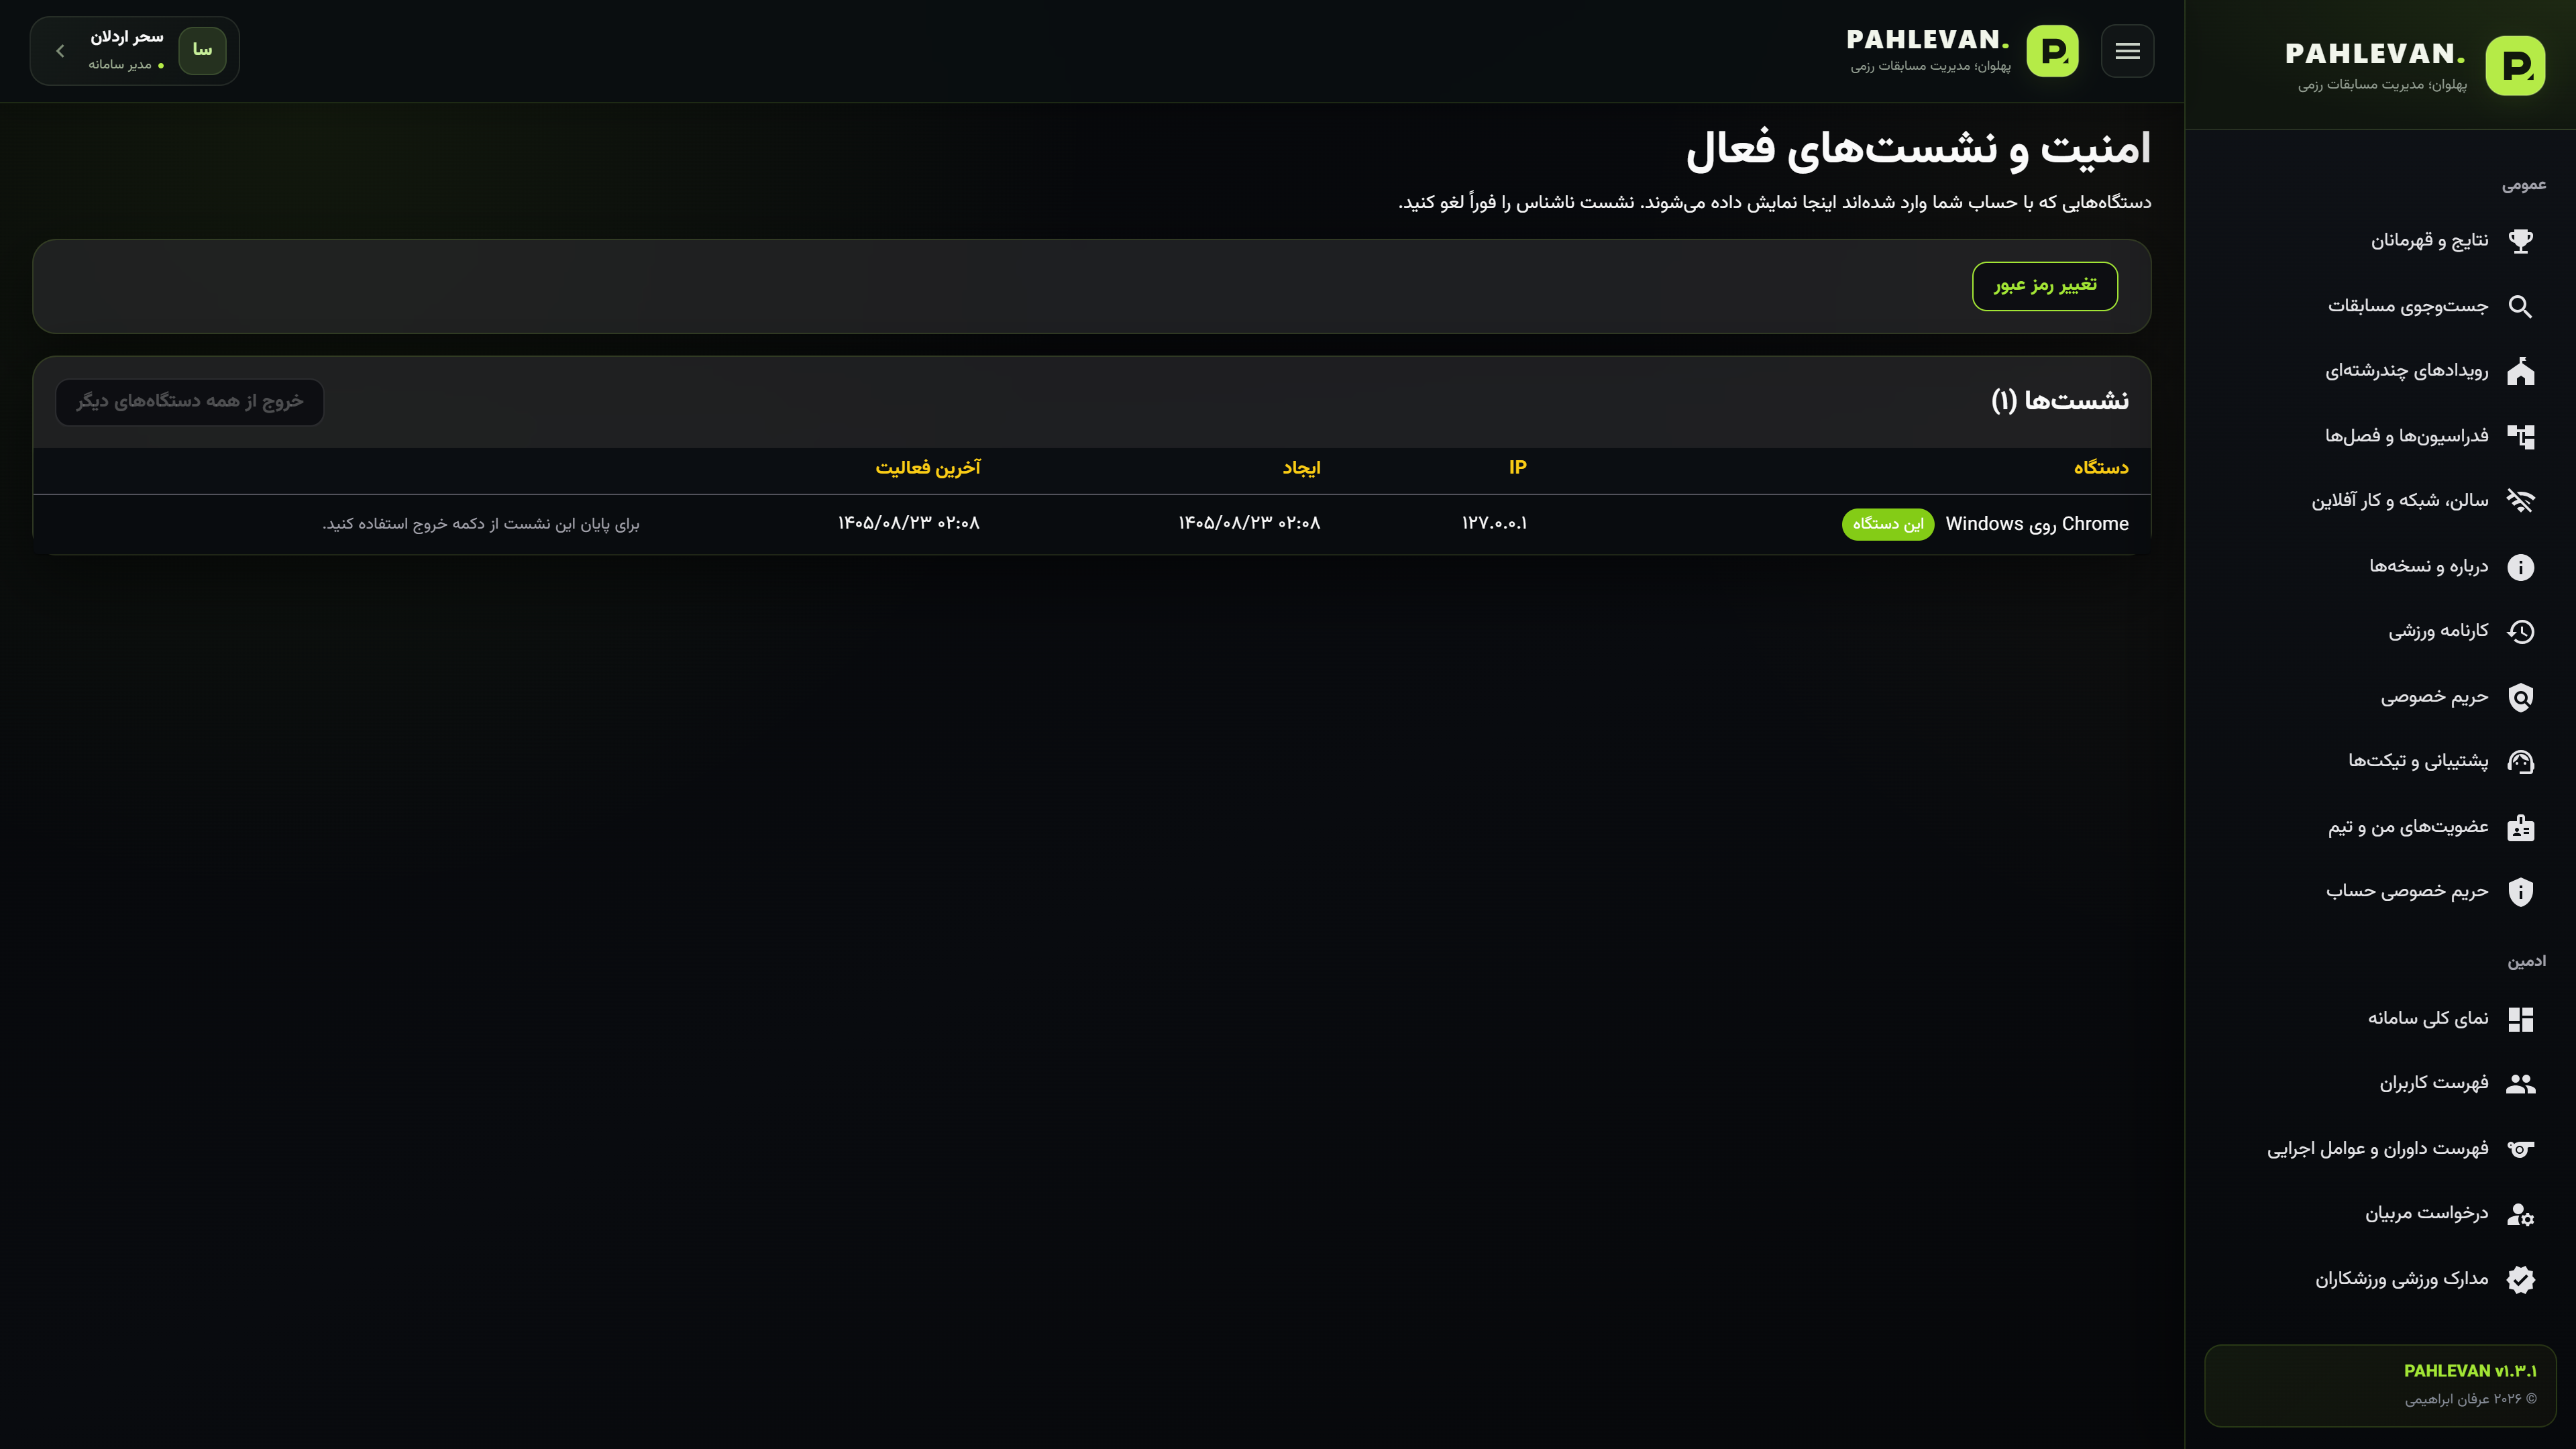 PAHLEVAN.
پهلوان؛ مدیریت مسابقات رزمی
عمومی
نتایج و قهرمانان
جست‌وجوی مسابقات
رویدادهای چندرشته‌ای
فدراسیون‌ها و فصل‌ها
سالن، شبکه و کار آفلاین
درباره و نسخه‌ها
کارنامه ورزشی
حریم خصوصی
پشتیبانی و تیکت‌ها
عضویت‌های من و تیم
حریم خصوصی حساب
ادمین
نمای کلی سامانه
فهرست کاربران
فهرست داوران و عوامل اجرایی
درخواست مربیان
مدارک ورزشی ورزشکاران
PAHLEVAN v۱.۳.۱
© ۲۰۲۶ عرفان ابراهیمی
PAHLEVAN.
پهلوان؛ مدیریت مسابقات رزمی
سا
سحر اردلان
مدیر سامانه
امنیت و نشست‌های فعال
دستگاه‌هایی که با حساب شما وارد شده‌اند اینجا نمایش داده می‌شوند. نشست ناشناس را فوراً لغو کنید.
تغییر رمز عبور
نشست‌ها (۱)
خروج از همه دستگاه‌های دیگر
دستگاه IP ایجاد آخرین فعالیت
Chrome روی Windows این دستگاه ۱۲۷.۰.۰.۱ ۱۴۰۵/۰۸/۲۳ ۰۲:۰۸ ۱۴۰۵/۰۸/۲۳ ۰۲:۰۸ برای پایان این نشست از دکمه خروج استفاده کنید.